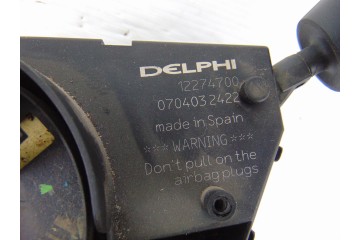 DELPHI
12274700
0704032422
made in Spain
*** WARNING ***
Don't pull on the
airbag plugs